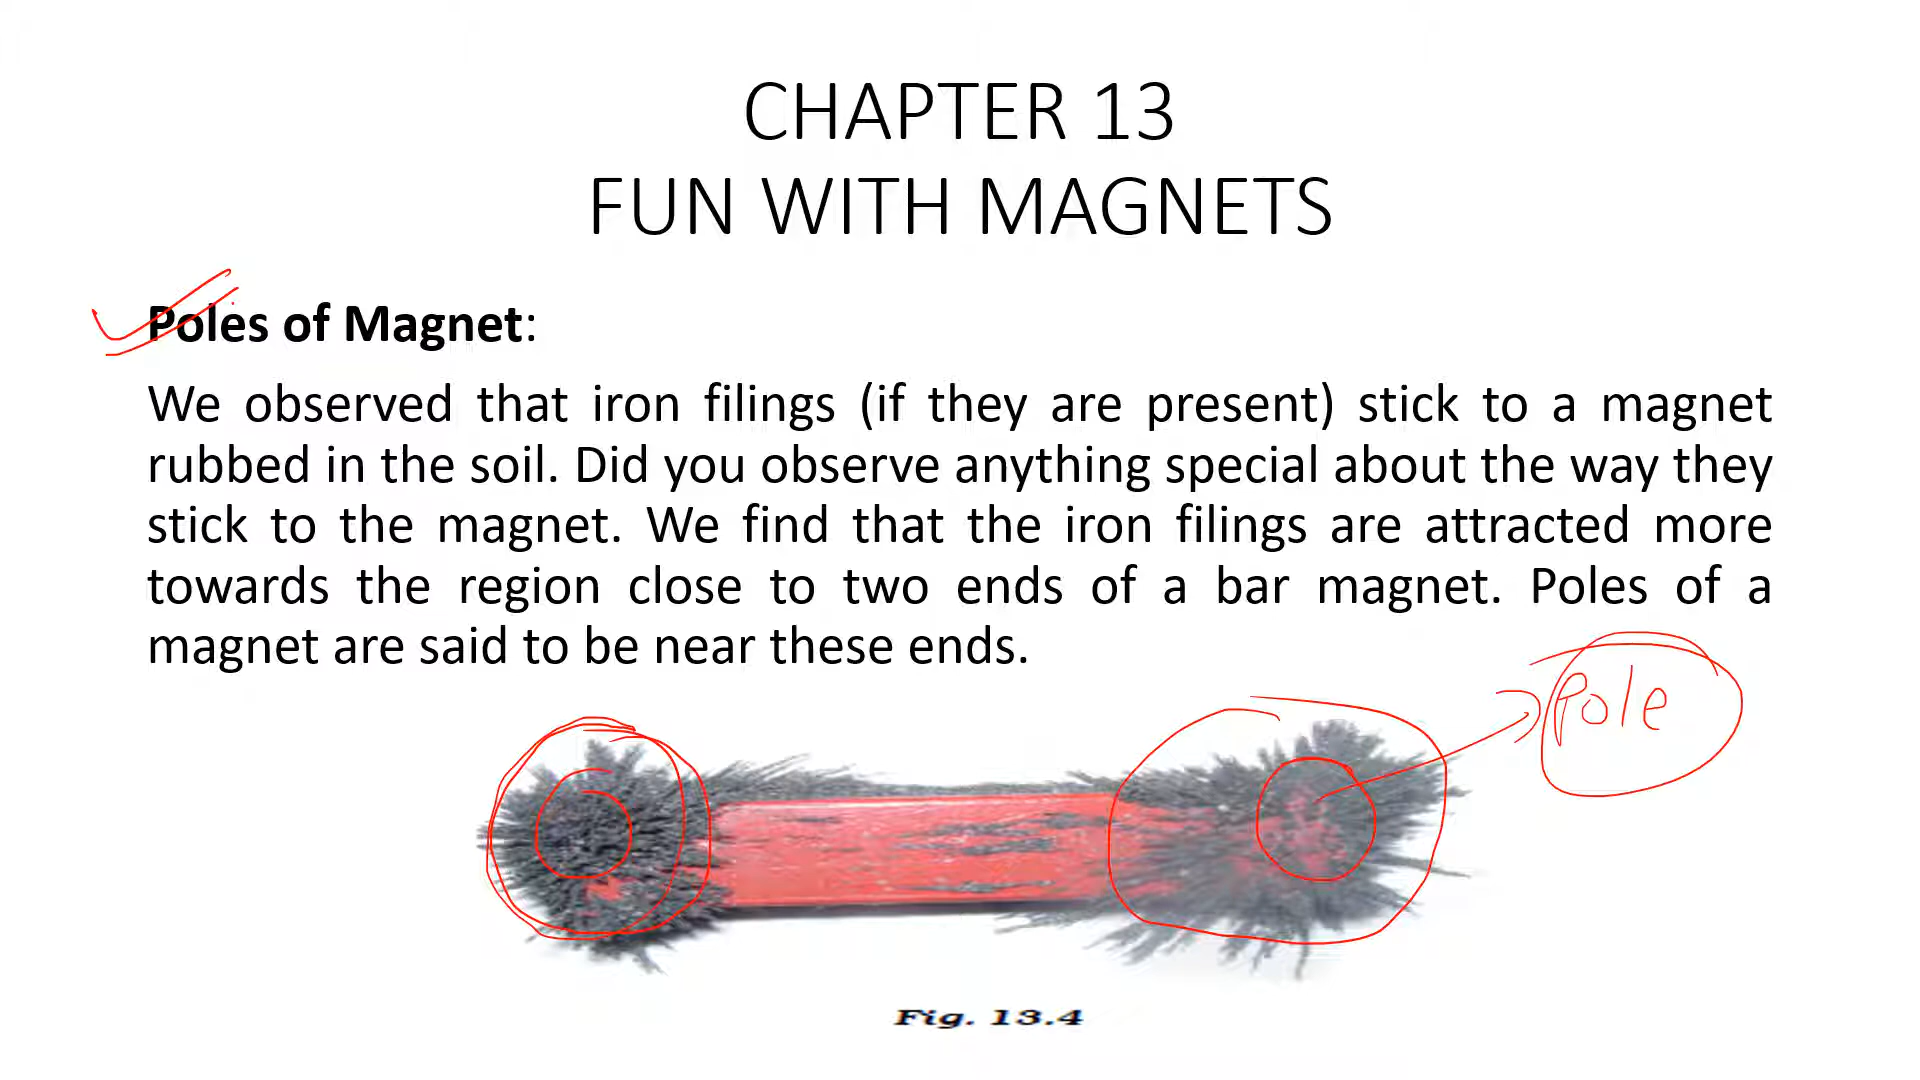 CHAPTER 13
FUN WITH MAGNETS
Poles of Magnet:
We observed that iron filings (if they are present) stick to a magnet
rubbed in the soil. Did you observe anything special about the way they
stick to the magnet. We find that the iron filings are attracted more
towards the region close to two ends of a bar magnet. Poles of a
magnet are said to be near these ends.
Pole
Fig. 13.4